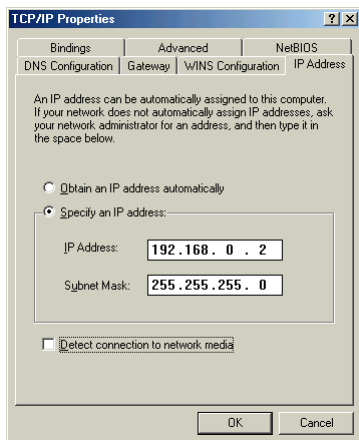 TCP/IP Properties
Bindings Advanced NetBIOS
DNS Configuration Gateway WINS Configuration IP Address
An IP address can be automatically assigned to this computer.
If your network does not automatically assign IP addresses, ask
your network administrator for an address, and then type it in
the space below.
Obtain an IP address automatically
Specify an IP address:
IP Address: 192.168. 0 . 2
Subnet Mask: 255.255.255. 0
Detect connection to network media
OK Cancel